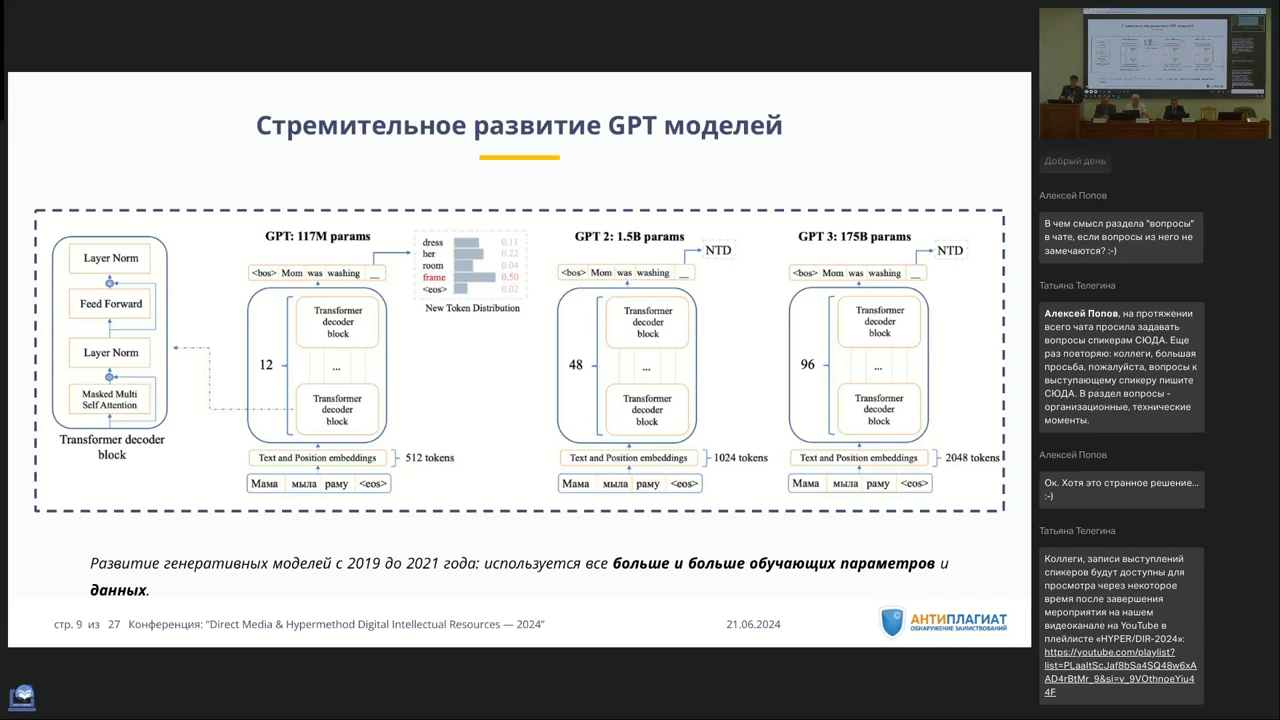 Стремительное развитие GPT моделей
Layer Norm
Feed Forward
Layer Norm
Masked Multi
Self Attention
Transformer decoder
block
GPT: 117M params
<bos> Mom was washing __
dress 0.11
her 0.22
room 0.04
frame 0.50
<eos> 0.02
New Token Distribution
12
Transformer
decoder
block
...
Transformer
decoder
block
Text and Position embeddings
512 tokens
Мама мыла раму <eos>
GPT 2: 1.5B params
NTD
<bos> Mom was washing __
48
Transformer
decoder
block
...
Transformer
decoder
block
Text and Position embeddings
1024 tokens
Мама мыла раму <eos>
GPT 3: 175B params
NTD
<bos> Mom was washing __
96
Transformer
decoder
block
...
Transformer
decoder
block
Text and Position embeddings
2048 tokens
Мама мыла раму <eos>
Развитие генеративных моделей с 2019 до 2021 года: используется все больше и больше обучающих параметров и
данных.
стр. 9 из 27 Конференция: “Direct Media & Hypermethod Digital Intellectual Resources — 2024”
21.06.2024
АНТИПЛАГИАТ
ОБНАРУЖЕНИЕ ЗАИМСТВОВАНИЙ
Добрый день
Алексей Попов
В чем смысл раздела "вопросы"
в чате, если вопросы из него не
замечаются? :-)
Татьяна Телегина
Алексей Попов, на протяжении
всего чата просила задавать
вопросы спикерам СЮДА. Еще
раз повторяю: коллеги, большая
просьба, пожалуйста, вопросы к
выступающему спикеру пишите
СЮДА. В раздел вопросы -
организационные, технические
моменты.
Алексей Попов
Ок. Хотя это странное решение...
:-)
Татьяна Телегина
Коллеги, записи выступлений
спикеров будут доступны для
просмотра через некоторое
время после завершения
мероприятия на нашем
видеоканале на YouTube в
плейлисте «HYPER/DIR-2024»:
https://youtube.com/playlist?
list=PLaaItScJaf8bSa4SQ48w6xA
AD4rBtMr_9&si=v_9VOthnoeYiu4
4F